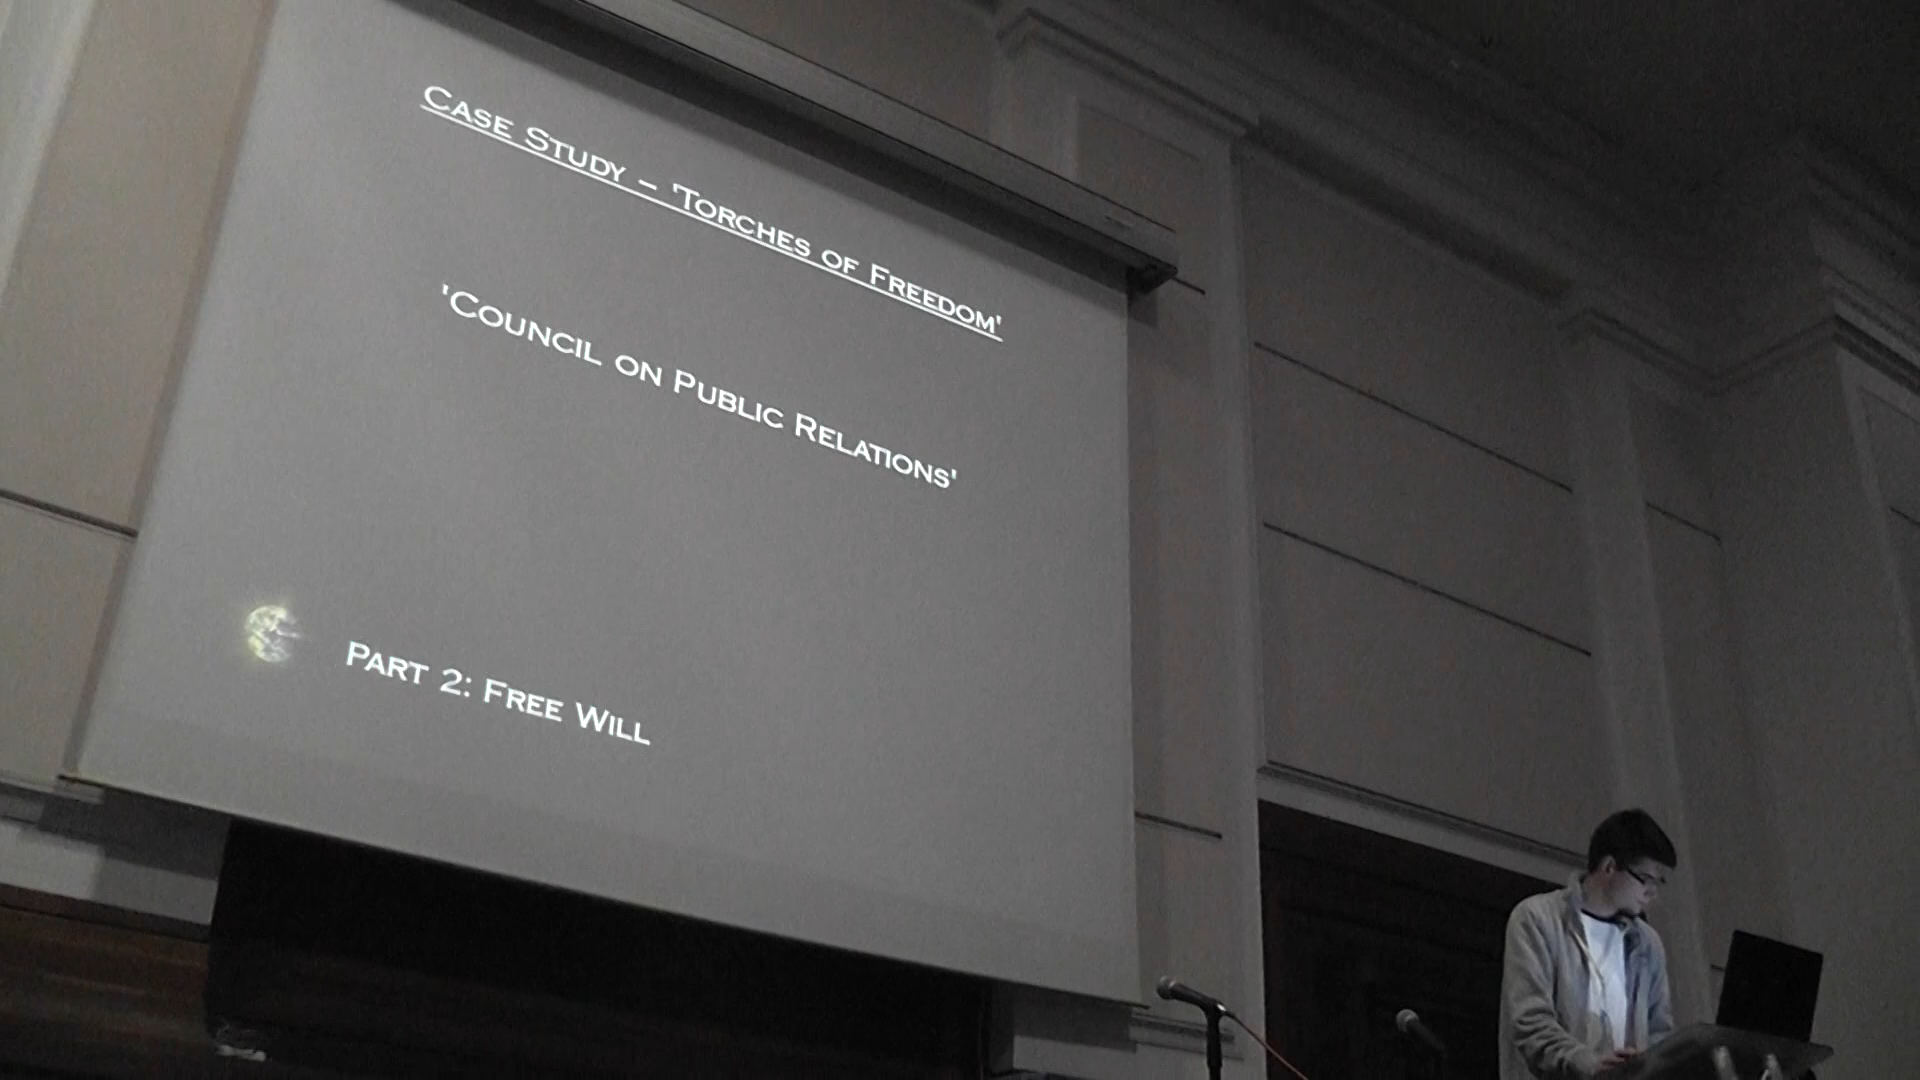 Case Study – 'Torches of Freedom'
'Council on Public Relations'
Part 2: Free Will